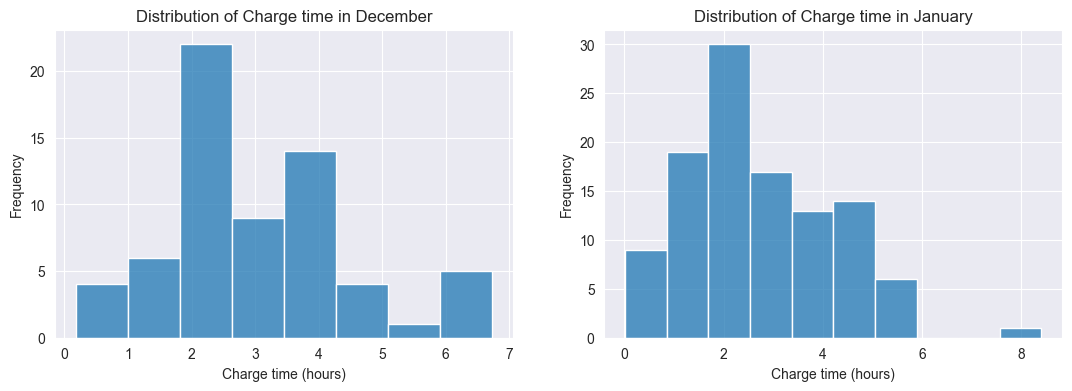 Distribution of Charge time in December
Frequency
20
15
10
5
0
0 1 2 3 4 5 6 7
Charge time (hours)
Distribution of Charge time in January
Frequency
30
25
20
15
10
5
0
0 2 4 6 8
Charge time (hours)